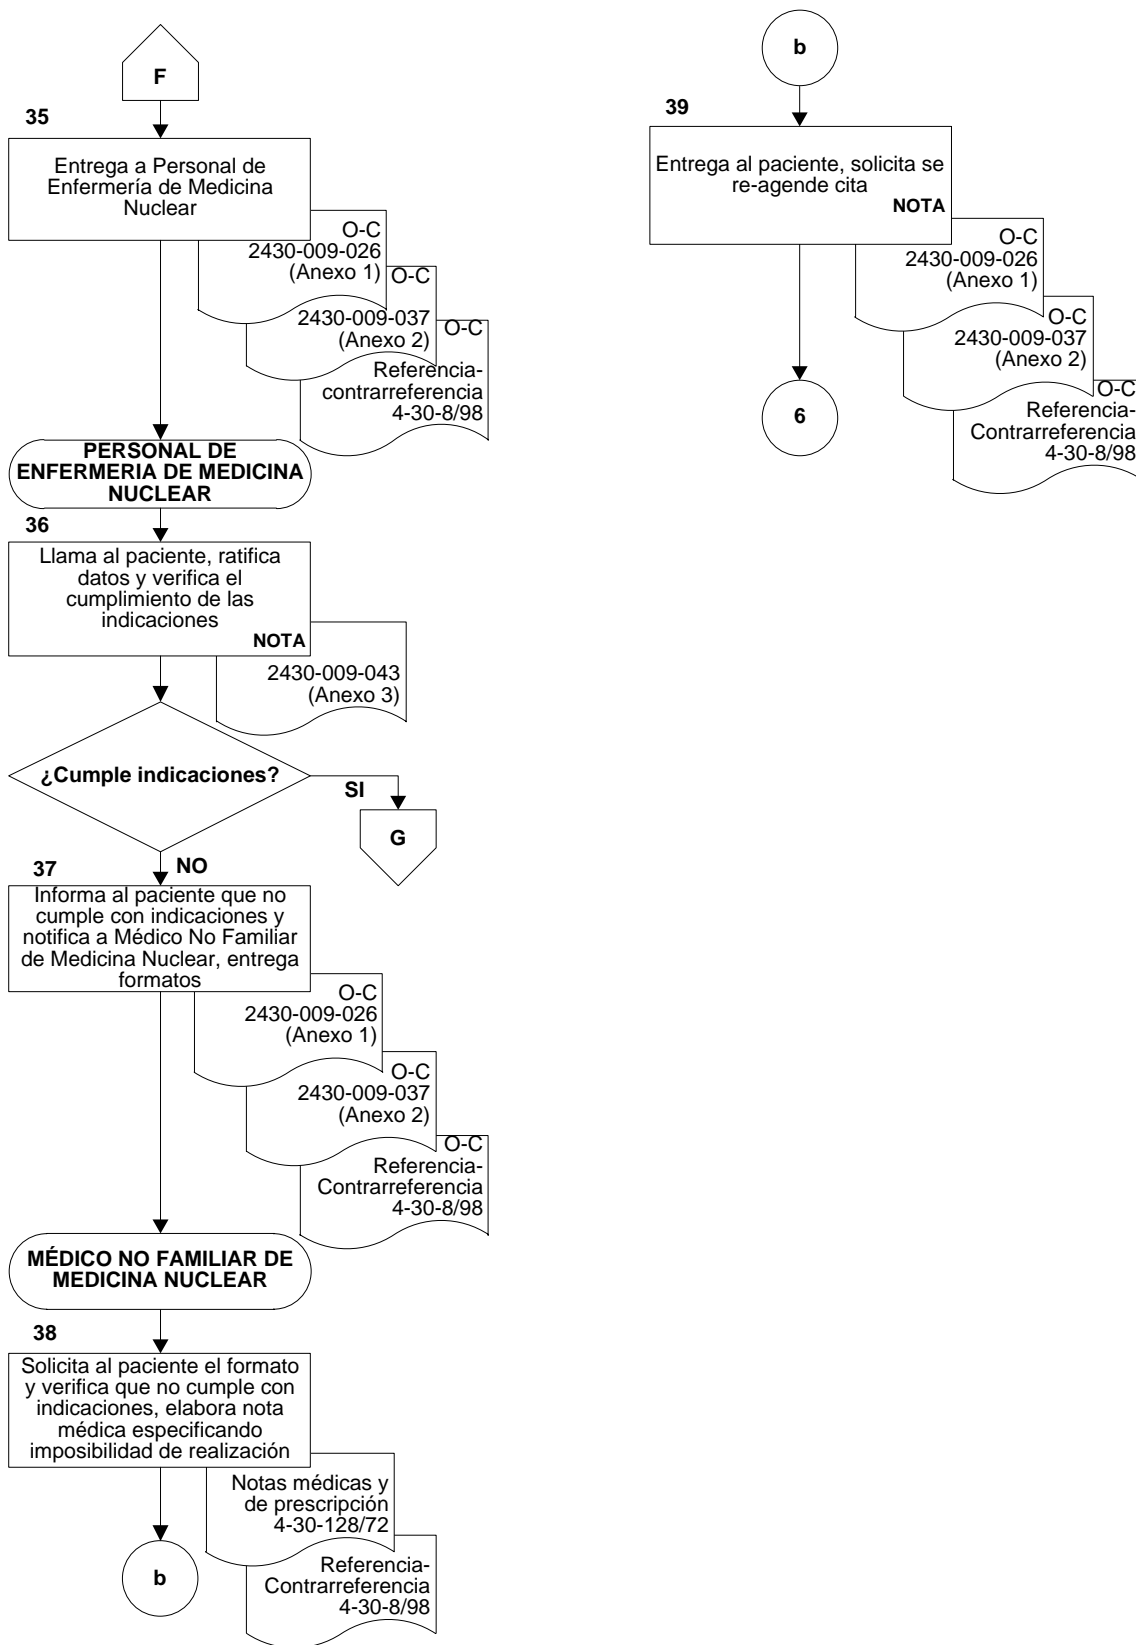 F
35
Entrega a Personal de
Enfermería de Medicina
Nuclear
O-C
2430-009-026
(Anexo 1)
O-C
2430-009-037
(Anexo 2)
O-C
Referencia-
contrarreferencia
4-30-8/98
PERSONAL DE
ENFERMERIA DE MEDICINA
NUCLEAR
36
Llama al paciente, ratifica
datos y verifica el
cumplimiento de las
indicaciones
NOTA
2430-009-043
(Anexo 3)
¿Cumple indicaciones?
SI
G
NO
37
Informa al paciente que no
cumple con indicaciones y
notifica a Médico No Familiar
de Medicina Nuclear, entrega
formatos
O-C
2430-009-026
(Anexo 1)
O-C
2430-009-037
(Anexo 2)
O-C
Referencia-
Contrarreferencia
4-30-8/98
MÉDICO NO FAMILIAR DE
MEDICINA NUCLEAR
38
Solicita al paciente el formato
y verifica que no cumple con
indicaciones, elabora nota
médica especificando
imposibilidad de realización
Notas médicas y
de prescripción
4-30-128/72
Referencia-
Contrarreferencia
4-30-8/98
b
b
39
Entrega al paciente, solicita se
re-agende cita
NOTA
O-C
2430-009-026
(Anexo 1)
O-C
2430-009-037
(Anexo 2)
O-C
Referencia-
Contrarreferencia
4-30-8/98
6